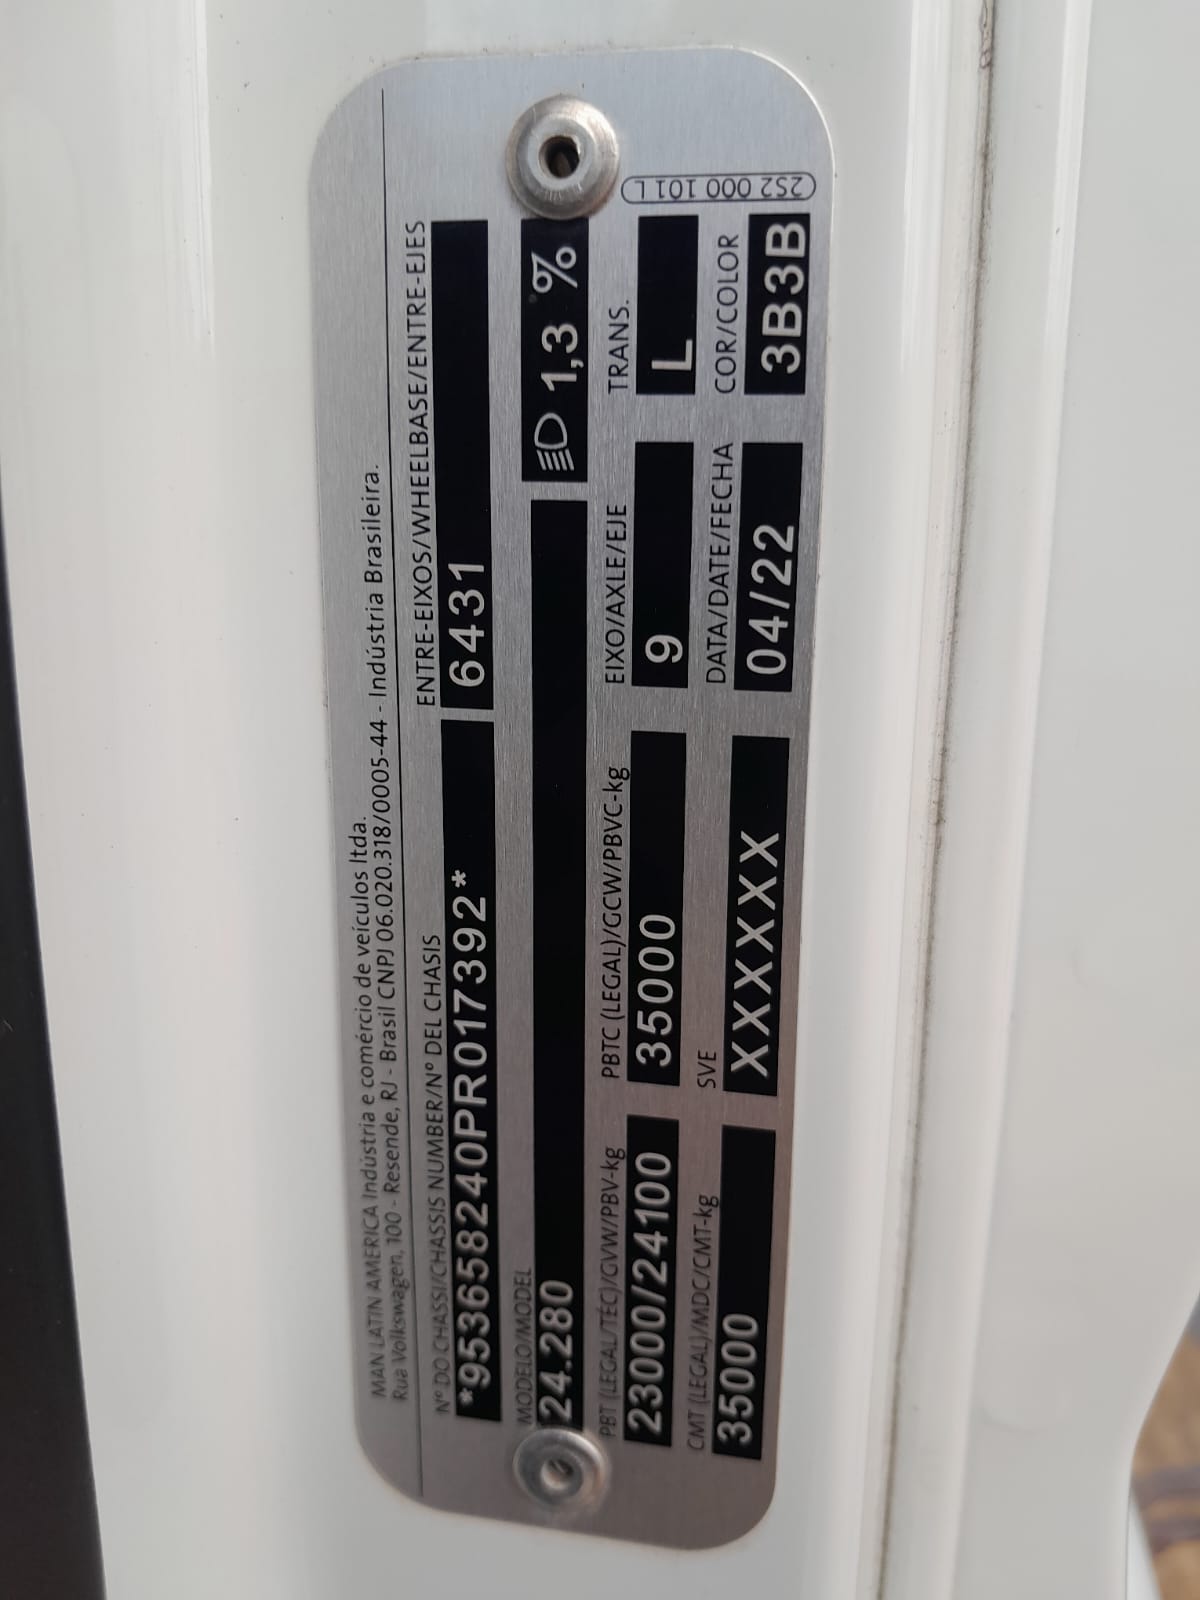 MAN LATIN AMERICA Indústria e comércio de veículos ltda.
Rua Volkswagen, 100 - Resende, RJ - Brasil CNPJ 06.020.318/0005-44 - Indústria Brasileira.
Nº DO CHASSI/CHASSIS NUMBER/Nº DEL CHASIS ENTRE-EIXOS/WHEELBASE/ENTRE-EJES
*953658240PR017392* 6431
MODELO/MODEL
24.280 1,3 %
PBT (LEGAL/TÉC)/GVW/PBV-kg PBTC (LEGAL)/GCW/PBVC-kg EIXO/AXLE/EJE TRANS.
23000/24100 35000 9 L
CMT (LEGAL)/MDC/CMT-kg SVE DATA/DATE/FECHA COR/COLOR
35000 XXXXXX 04/22 3B3B
2S2 000 101 L